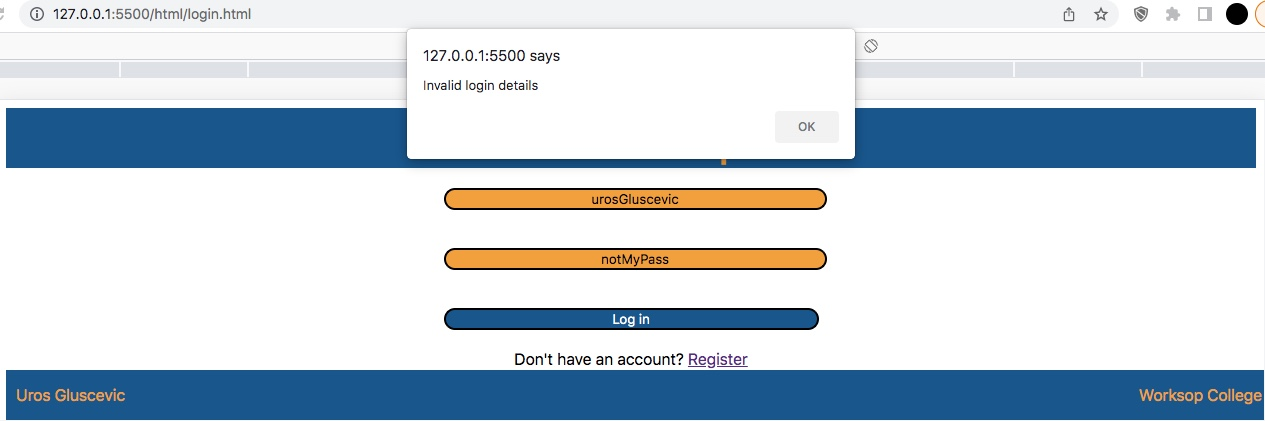 127.0.0.1:5500/html/login.html
127.0.0.1:5500 says
Invalid login details
OK
urosGluscevic
notMyPass
Log in
Don't have an account? Register
Uros Gluscevic
Worksop College